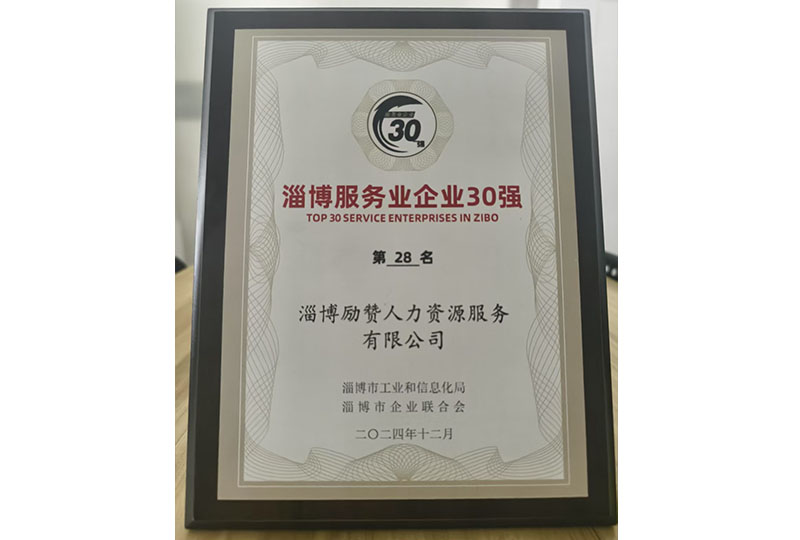 30
强
淄博服务业企业30强
TOP 30 SERVICE ENTERPRISES IN ZIBO
第 28 名
淄博励赞人力资源服务
有限公司
淄博市工业和信息化局
淄博市企业联合会
二〇二四年十二月